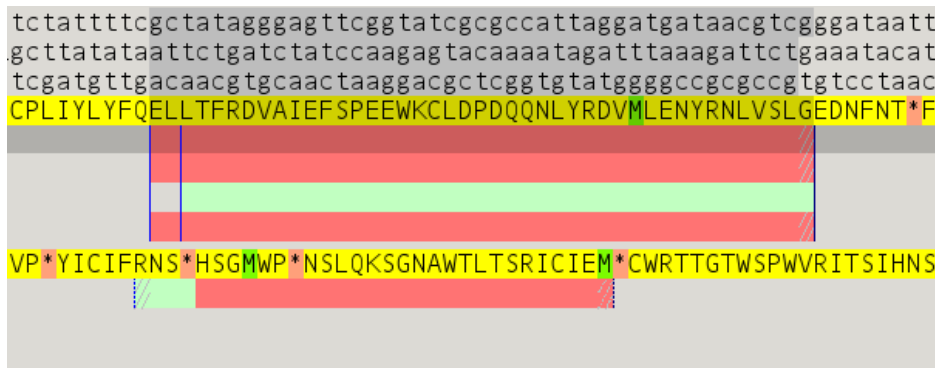 tctattttcgctatagggagttcggtatcgcgccattaggatgataacgtcgggataatt
gcttatataattctgatctatccaagagtacaaaatagatttaaagattctgaaatacat
tcgatgttgacaacgtgcaactaaggacgctcggtgtatggggccgcgccgtgtcctaac
CPLIYLYFQELLTFRDVAIEFSPEEWKCLDPDQQNLYRDVMLENYRNLVSLGEDNFNT*F
VP*YICIFRNS*HSGMWP*NSLQKSGNAWTLTSRICIEM*CWRTTGTWSPWVRITSIHNS